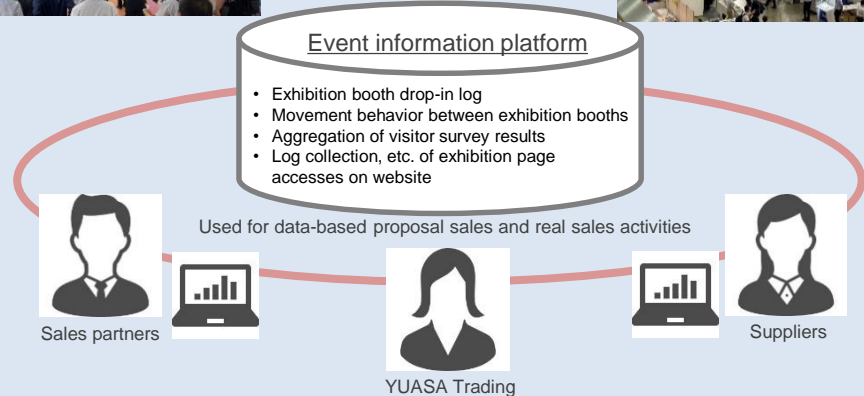 Event information platform
• Exhibition booth drop-in log
• Movement behavior between exhibition booths
• Aggregation of visitor survey results
• Log collection, etc. of exhibition page
accesses on website
Used for data-based proposal sales and real sales activities
Sales partners
Suppliers
YUASA Trading